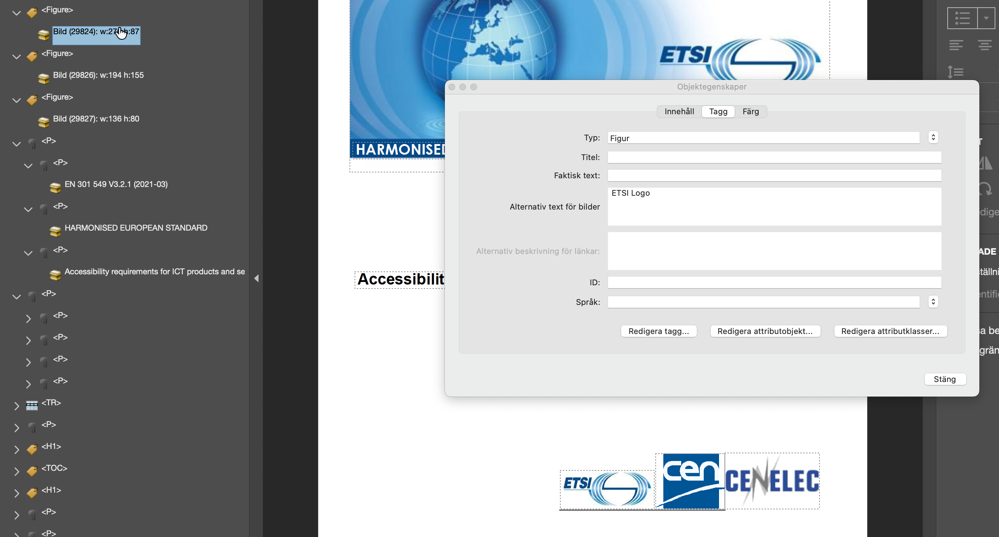 <Figure>
Bild (29824): w:27 h:87
<Figure>
Bild (29826): w:194 h:155
<Figure>
Bild (29827): w:136 h:80
<P>
<P>
EN 301 549 V3.2.1 (2021-03)
<P>
HARMONISED EUROPEAN STANDARD
<P>
Accessibility requirements for ICT products and se
<P>
<P>
<P>
<P>
<P>
<TR>
<P>
<H1>
<TOC>
<H1>
<P>
<P>
ETSI
HARMONISED
Accessibilit
ETSI
cen
CENELEC
Objektegenskaper
Innehåll Tagg Färg
Typ: Figur
Titel:
Faktisk text:
Alternativ text för bilder ETSI Logo
Alternativ beskrivning för länkar:
ID:
Språk:
Redigera tagg... Redigera attributobjekt... Redigera attributklasser...
Stäng
T
dige
ADE
ställni
entifie
sa be
grän